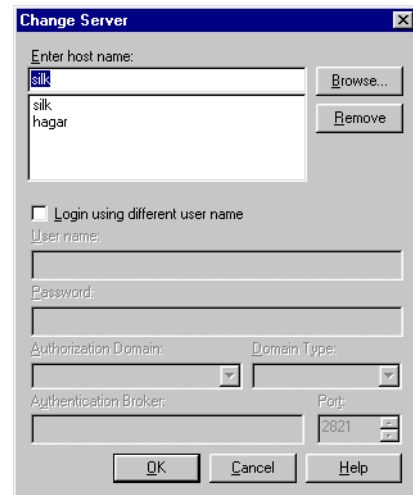 Change Server
Enter host name:
silk
Browse...
silk
hagar
Remove
Login using different user name
User name:
Password:
Authorization Domain: Domain Type:
Authentication Broker: Port:
2821
OK Cancel Help